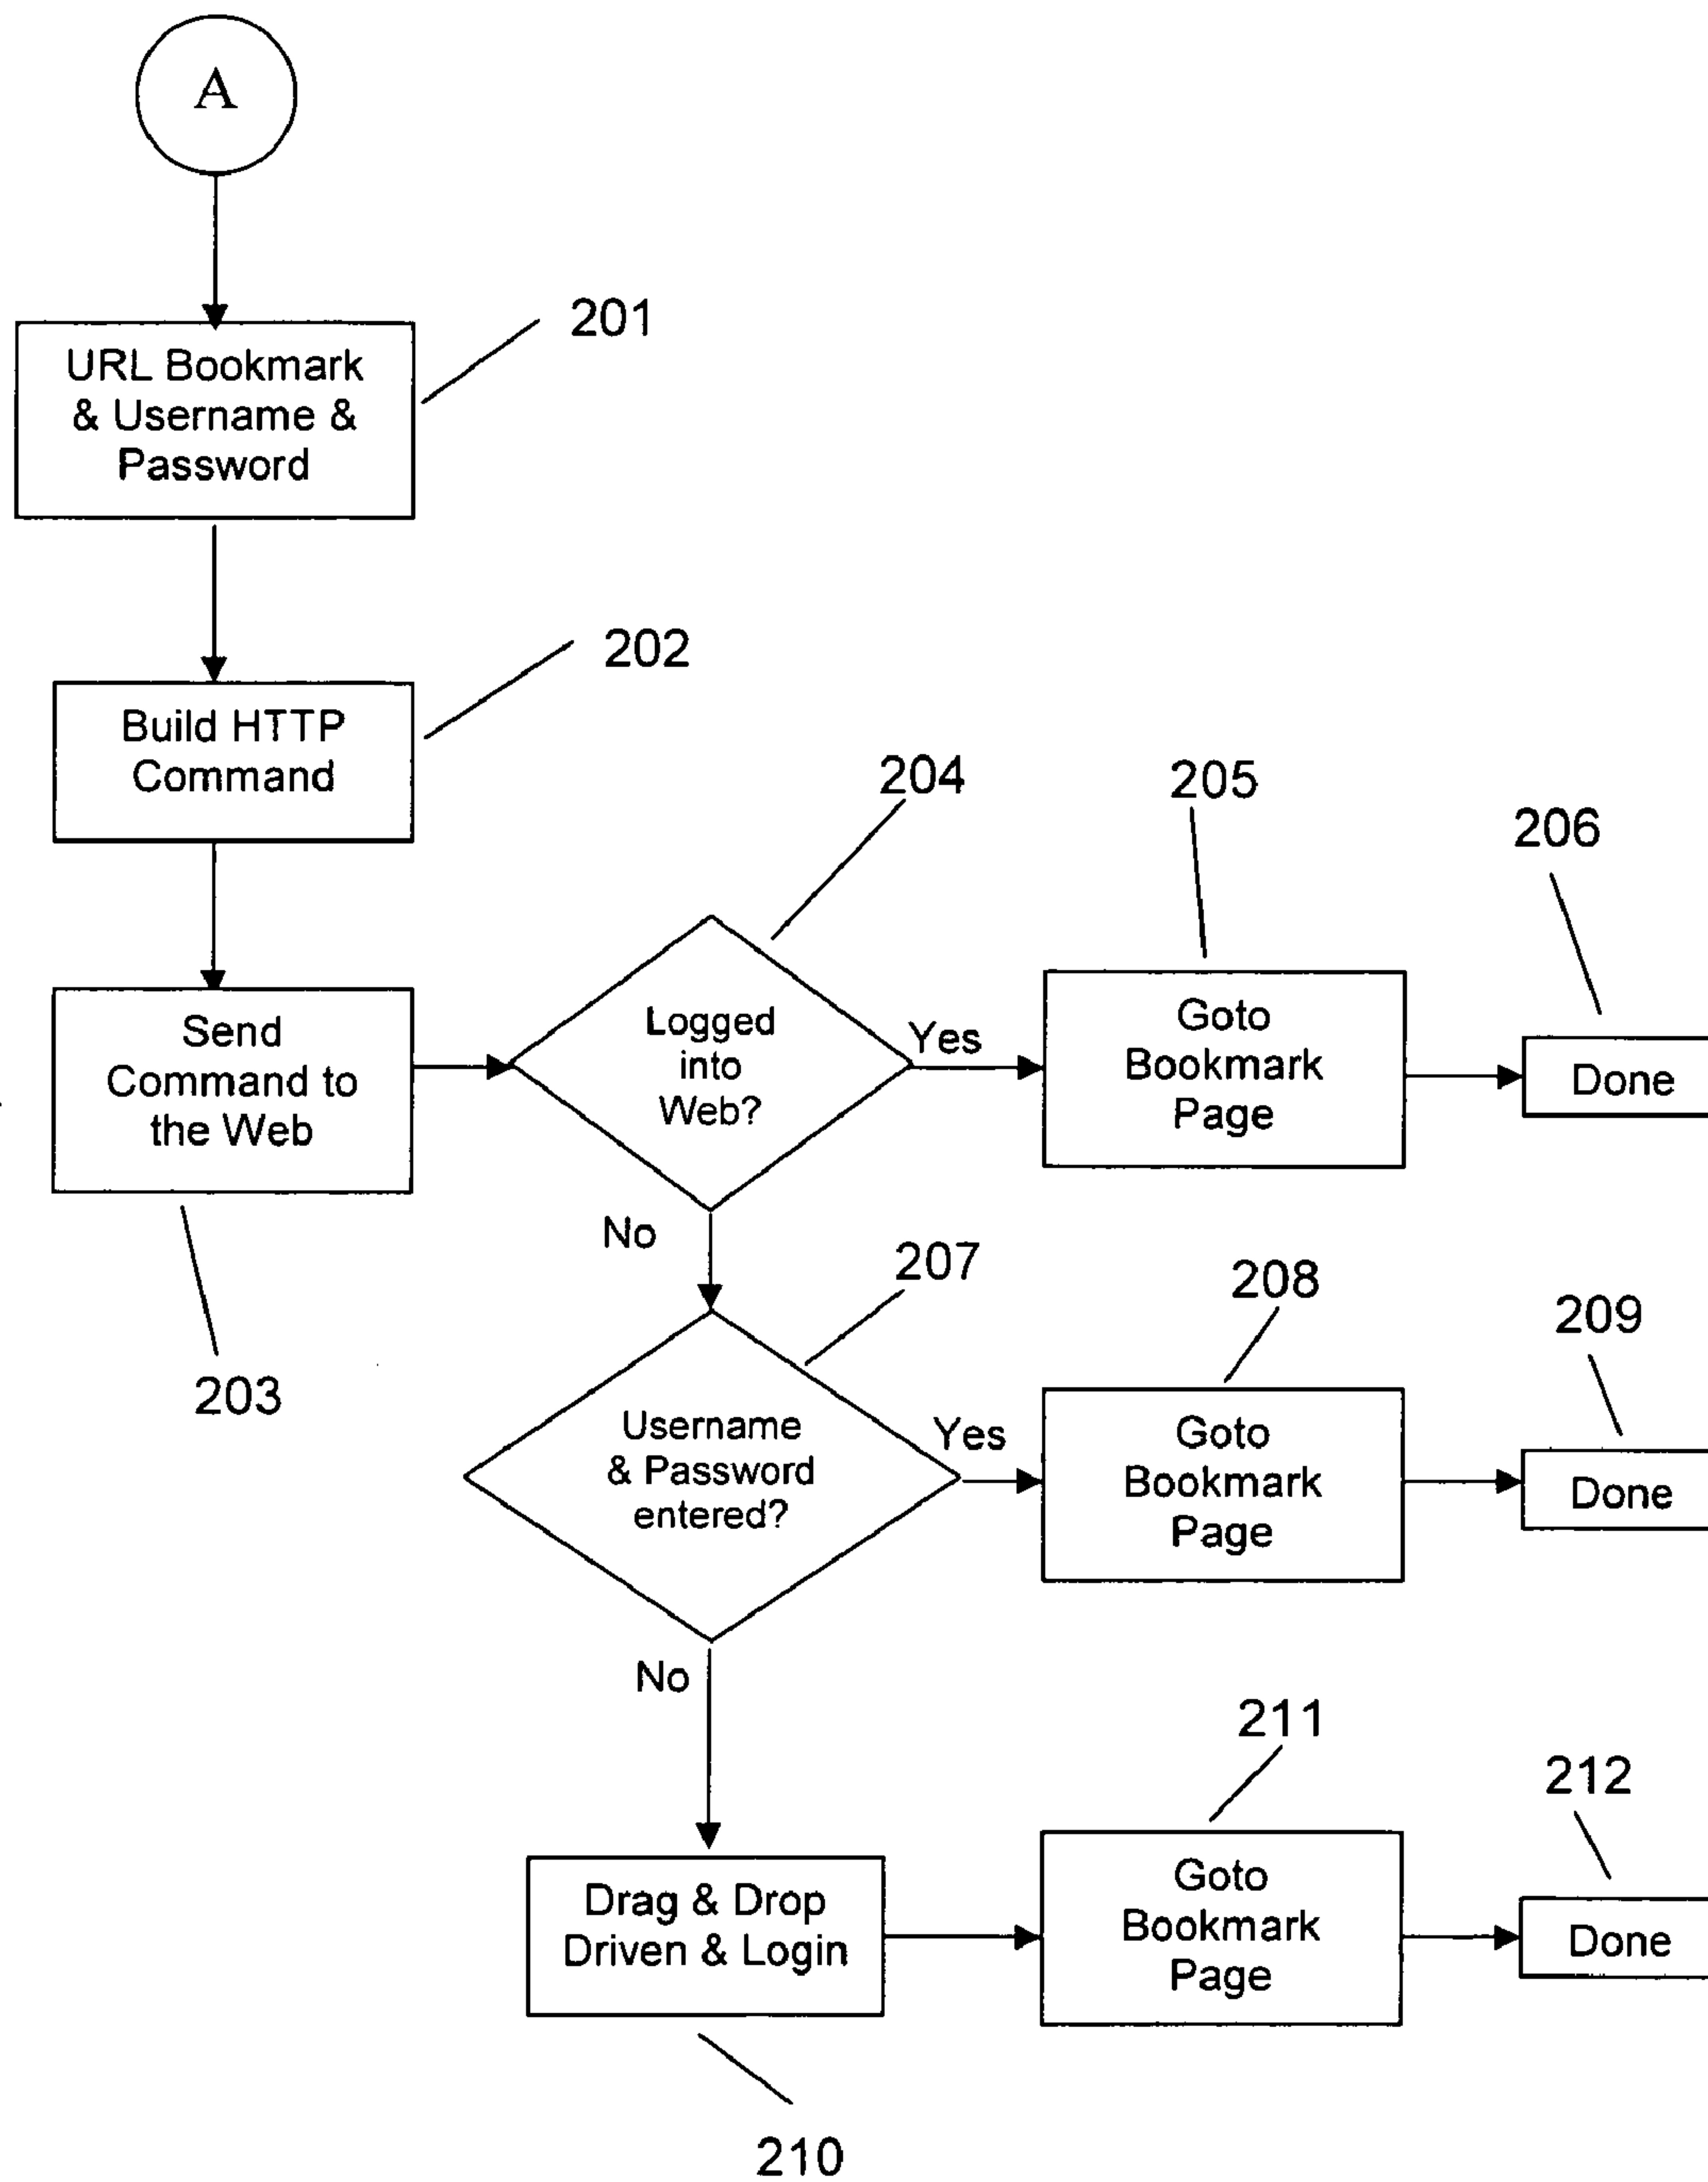 A
201
URL Bookmark
& Username &
Password
202
Build HTTP
Command
204
205
206
Send
Command to
the Web
Logged
into
Web?
Yes
Goto
Bookmark
Page
Done
No
203
207
208
209
Username
& Password
entered?
Yes
Goto
Bookmark
Page
Done
No
211
212
Drag & Drop
Driven & Login
Goto
Bookmark
Page
Done
210